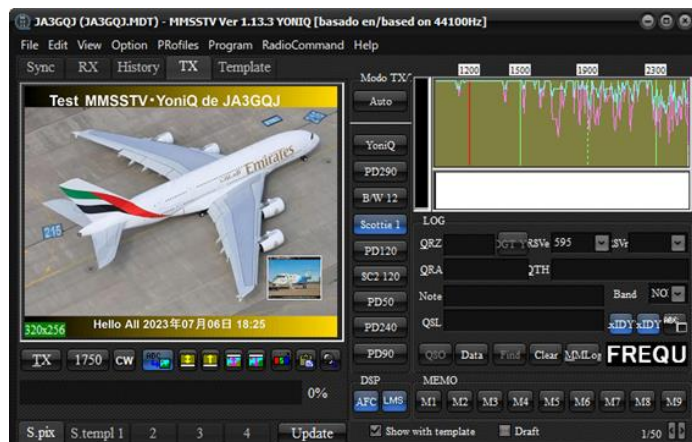 JA3GQJ (JA3GQJ.MDT) - MMSSTV Ver 1.13.3 YONIQ [basado en/based on 44100Hz]
File Edit View Option PRofiles Program RadioCommand Help
Sync RX History TX Template
Test MMSSTV・YoniQ de JA3GQJ
Emirates
215
320x256
Hello All 2023年07月06日 18:25
TX 1750 CW
0%
S.pix S.templ 1 2 3 4 Update
Modo TX
Auto
YoniQ
PD290
B/W 12
Scottie 1
PD120
SC2 120
PD50
PD240
PD90
DSP
AFC LMS
1200 1500 1900 2300
LOG
QRZ RSVe 595
QRA QTH
Note Band
QSL
QSO Data Find Clear MMLog FREQU
MEMO
M1 M2 M3 M4 M5 M6 M7 M8 M9
Show with template Draft 1/50